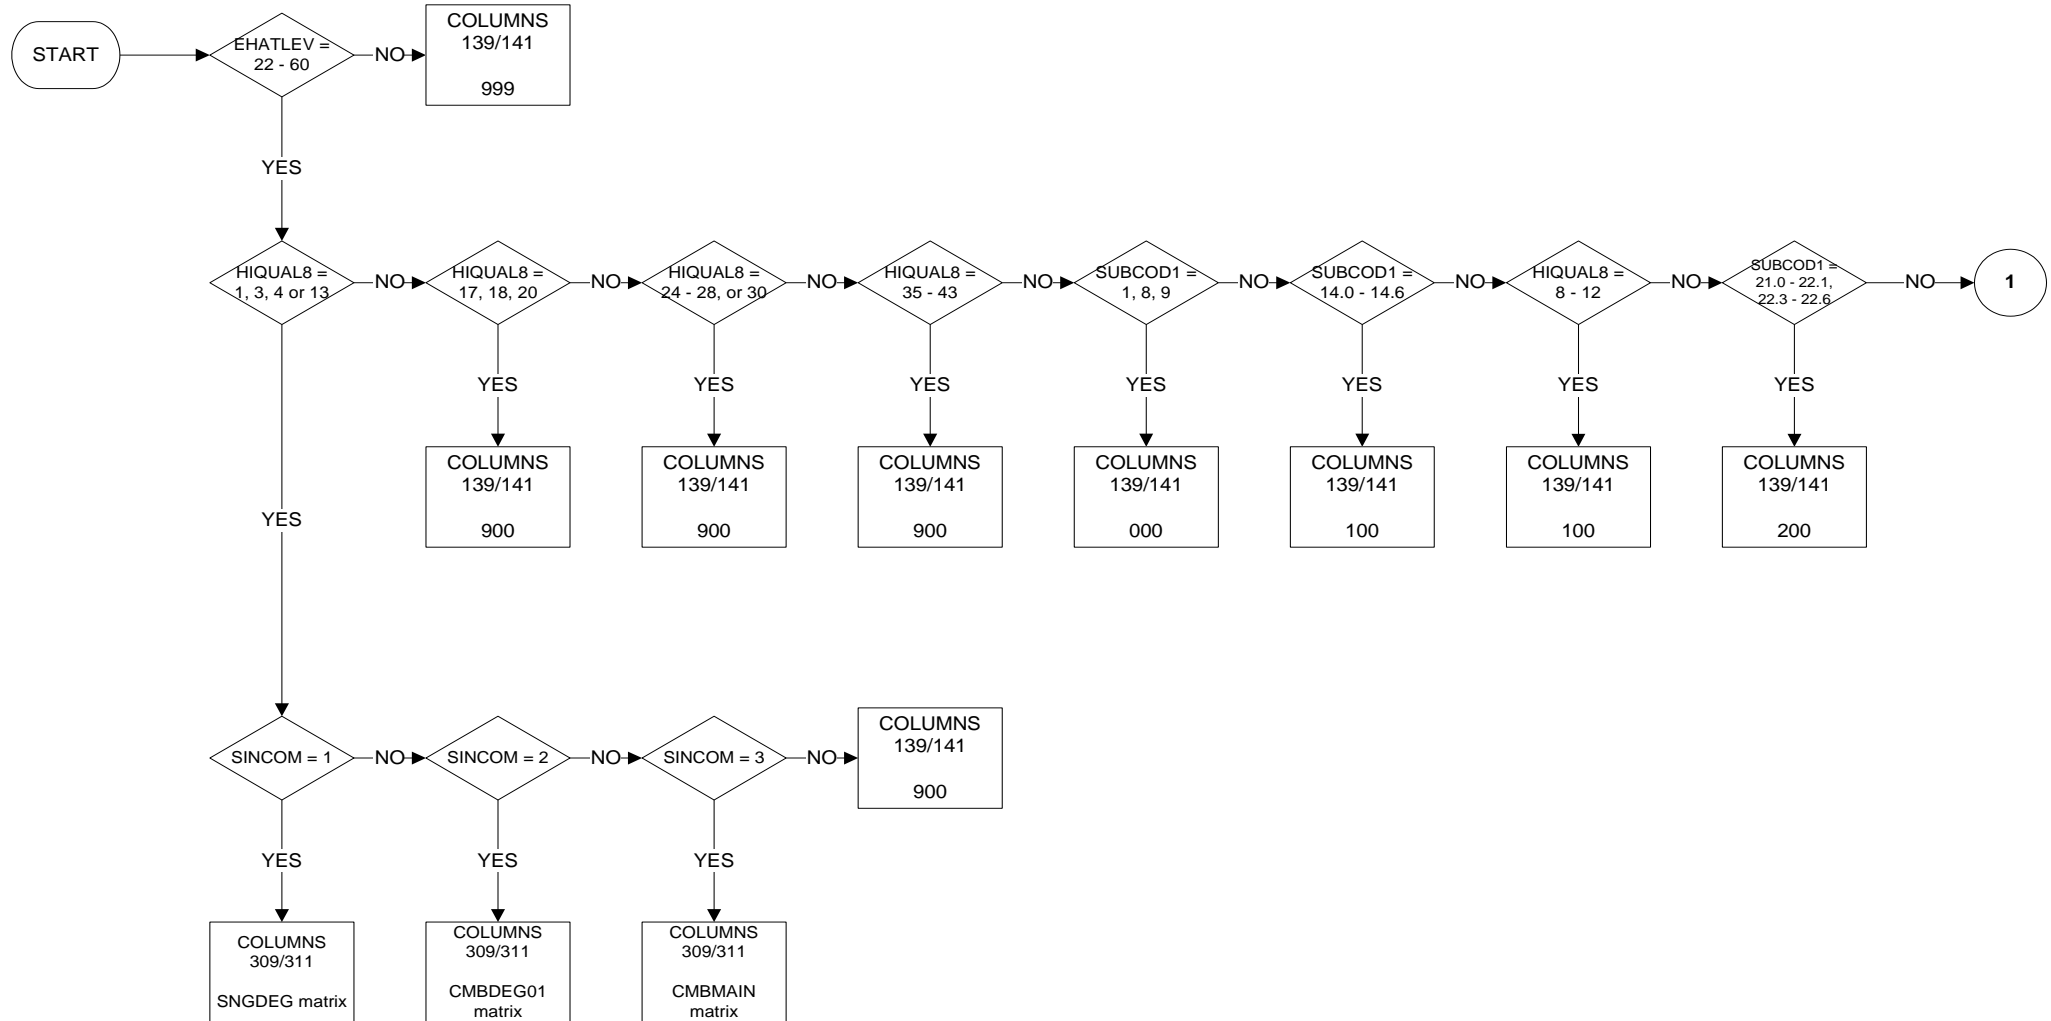 START
EHATLEV =
22 - 60
NO
COLUMNS
139/141
999
YES
HIQUAL8 =
1, 3, 4 or 13
NO
HIQUAL8 =
17, 18, 20
NO
HIQUAL8 =
24 - 28, or 30
NO
HIQUAL8 =
35 - 43
NO
SUBCOD1 =
1, 8, 9
NO
SUBCOD1 =
14.0 - 14.6
NO
HIQUAL8 =
8 - 12
NO
SUBCOD1 =
21.0 - 22.1,
22.3 - 22.6
NO
1
YES
YES
YES
YES
YES
YES
YES
COLUMNS
139/141
900
COLUMNS
139/141
900
COLUMNS
139/141
900
COLUMNS
139/141
000
COLUMNS
139/141
100
COLUMNS
139/141
100
COLUMNS
139/141
200
YES
SINCOM = 1
NO
SINCOM = 2
NO
SINCOM = 3
NO
COLUMNS
139/141
900
YES
YES
YES
COLUMNS
309/311
SNGDEG matrix
COLUMNS
309/311
CMBDEG01
matrix
COLUMNS
309/311
CMBMAIN
matrix